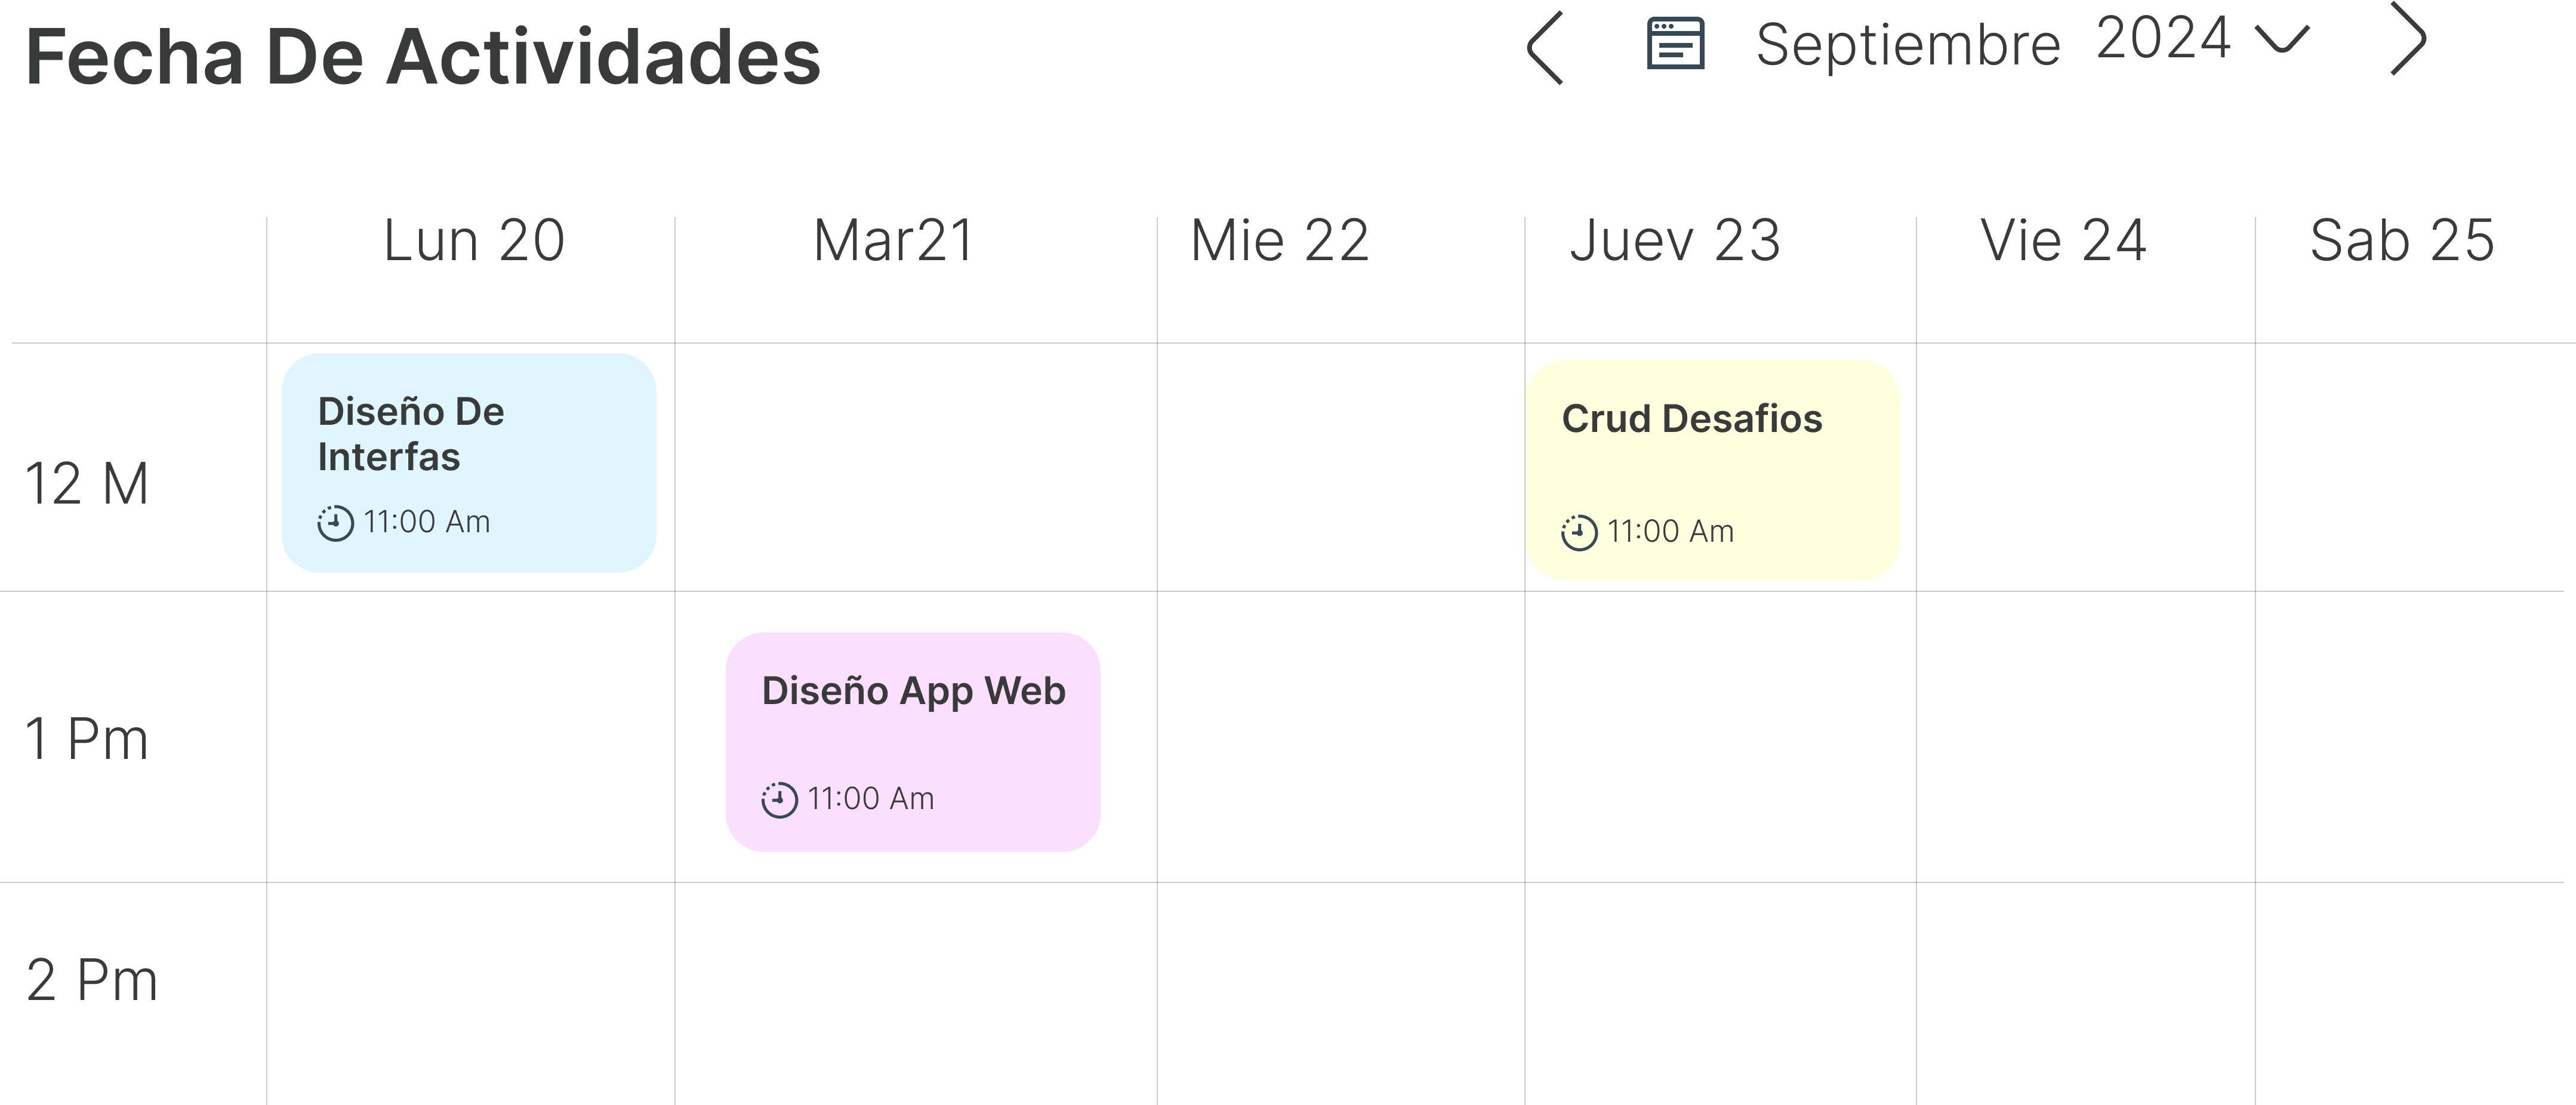 Fecha De Actividades
Septiembre 2024
Lun 20
Mar21
Mie 22
Juev 23
Vie 24
Sab 25
12 M
Diseño De
Interfas
11:00 Am
Crud Desafios
11:00 Am
1 Pm
Diseño App Web
11:00 Am
2 Pm